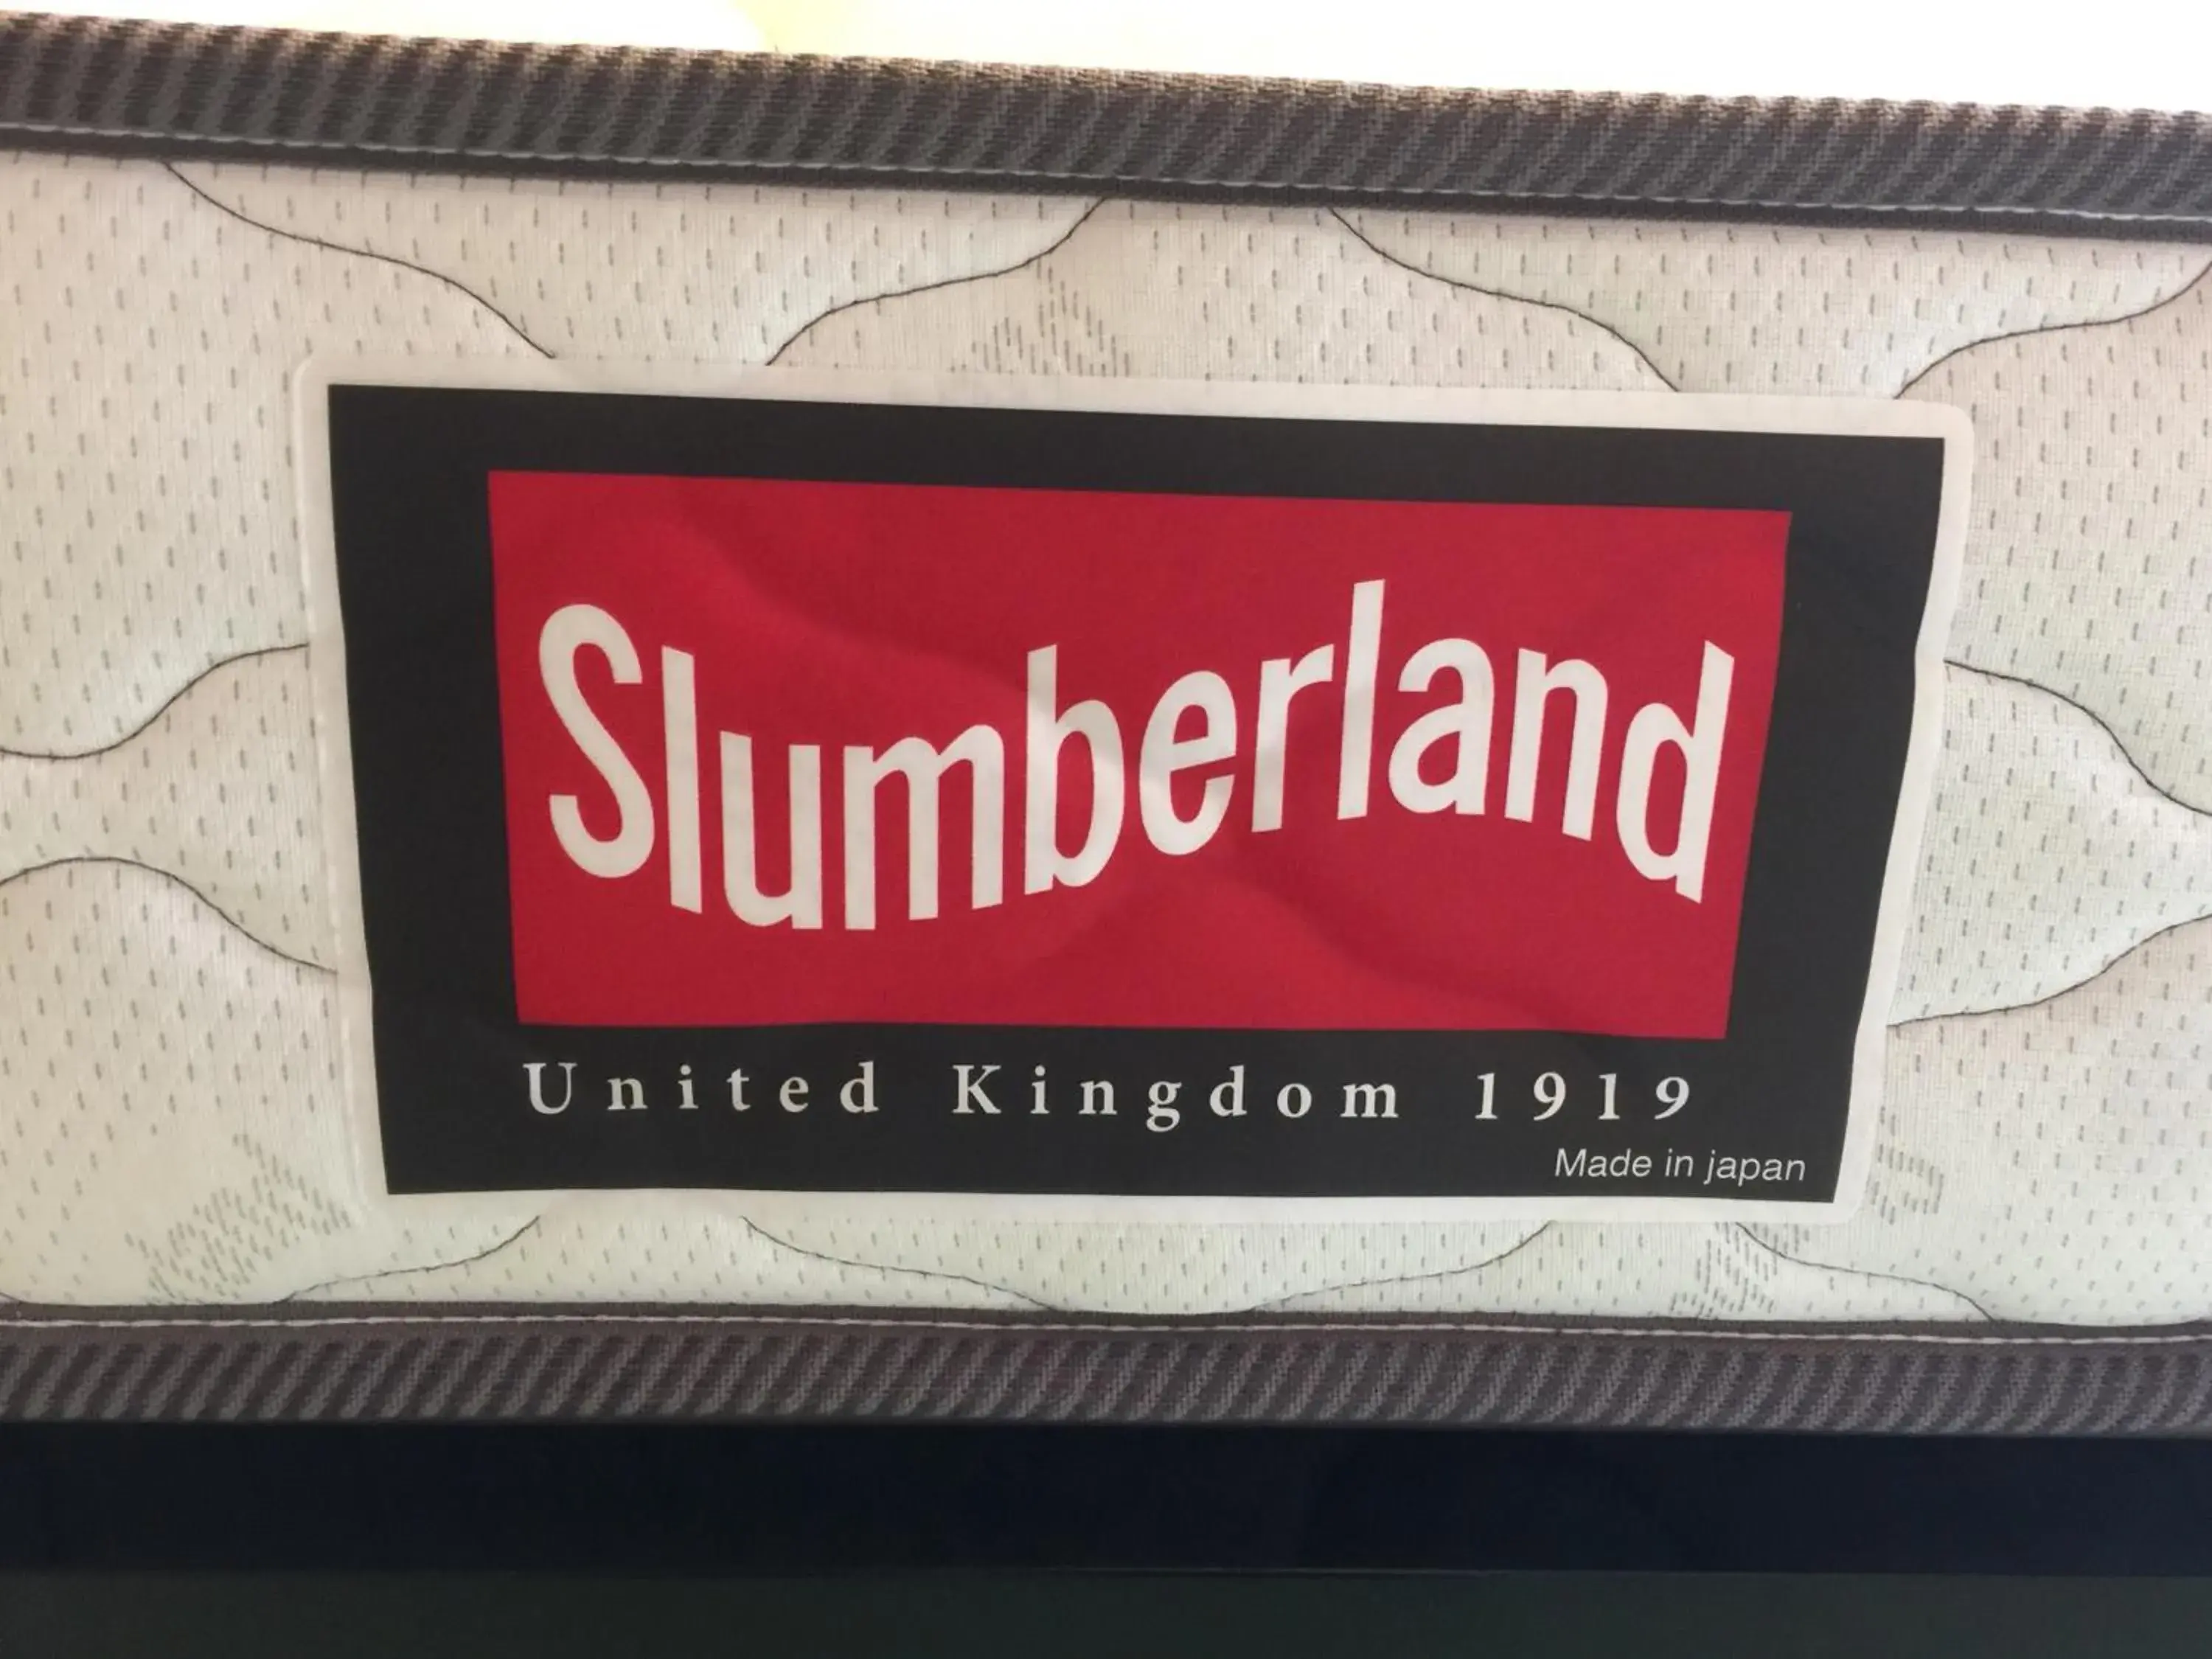 Slumberland
United Kingdom 1919
Made in japan